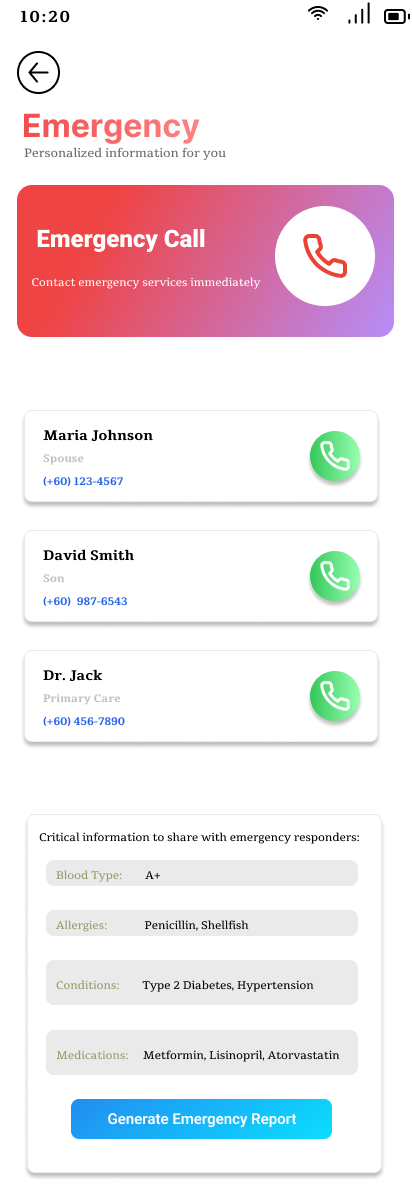 10:20
Emergency
Personalized information for you
Emergency Call
Contact emergency services immediately
Maria Johnson
Spouse
(+60) 123-4567
David Smith
Son
(+60)  987-6543
Dr. Jack
Primary Care
(+60) 456-7890
Critical information to share with emergency responders:
Blood Type: A+
Allergies: Penicillin, Shellfish
Conditions: Type 2 Diabetes, Hypertension
Medications: Metformin, Lisinopril, Atorvastatin
Generate Emergency Report